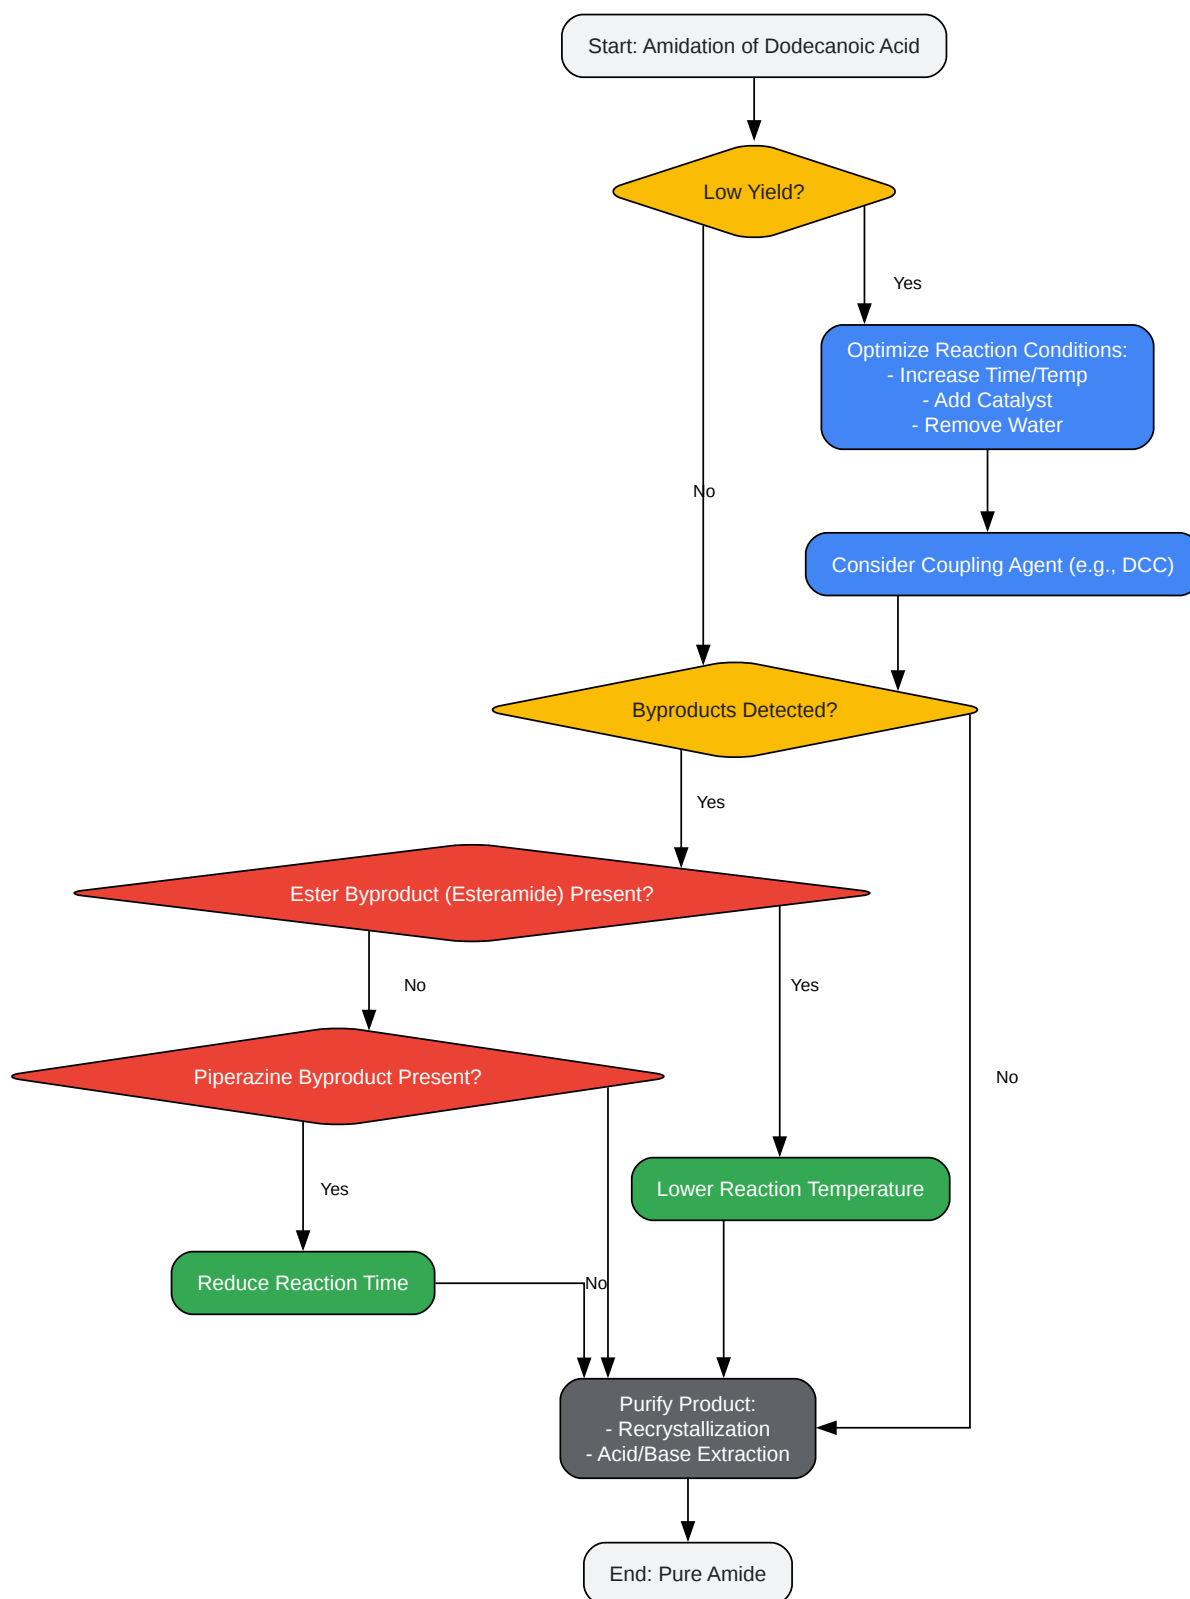 Start: Amidation of Dodecanoic Acid
Low Yield?
Yes
Optimize Reaction Conditions:
- Increase Time/Temp
- Add Catalyst
- Remove Water
No
Consider Coupling Agent (e.g., DCC)
Byproducts Detected?
Yes
Ester Byproduct (Esteramide) Present?
No
Yes
Piperazine Byproduct Present?
No
Yes
Lower Reaction Temperature
Reduce Reaction Time
No
Purify Product:
- Recrystallization
- Acid/Base Extraction
End: Pure Amide